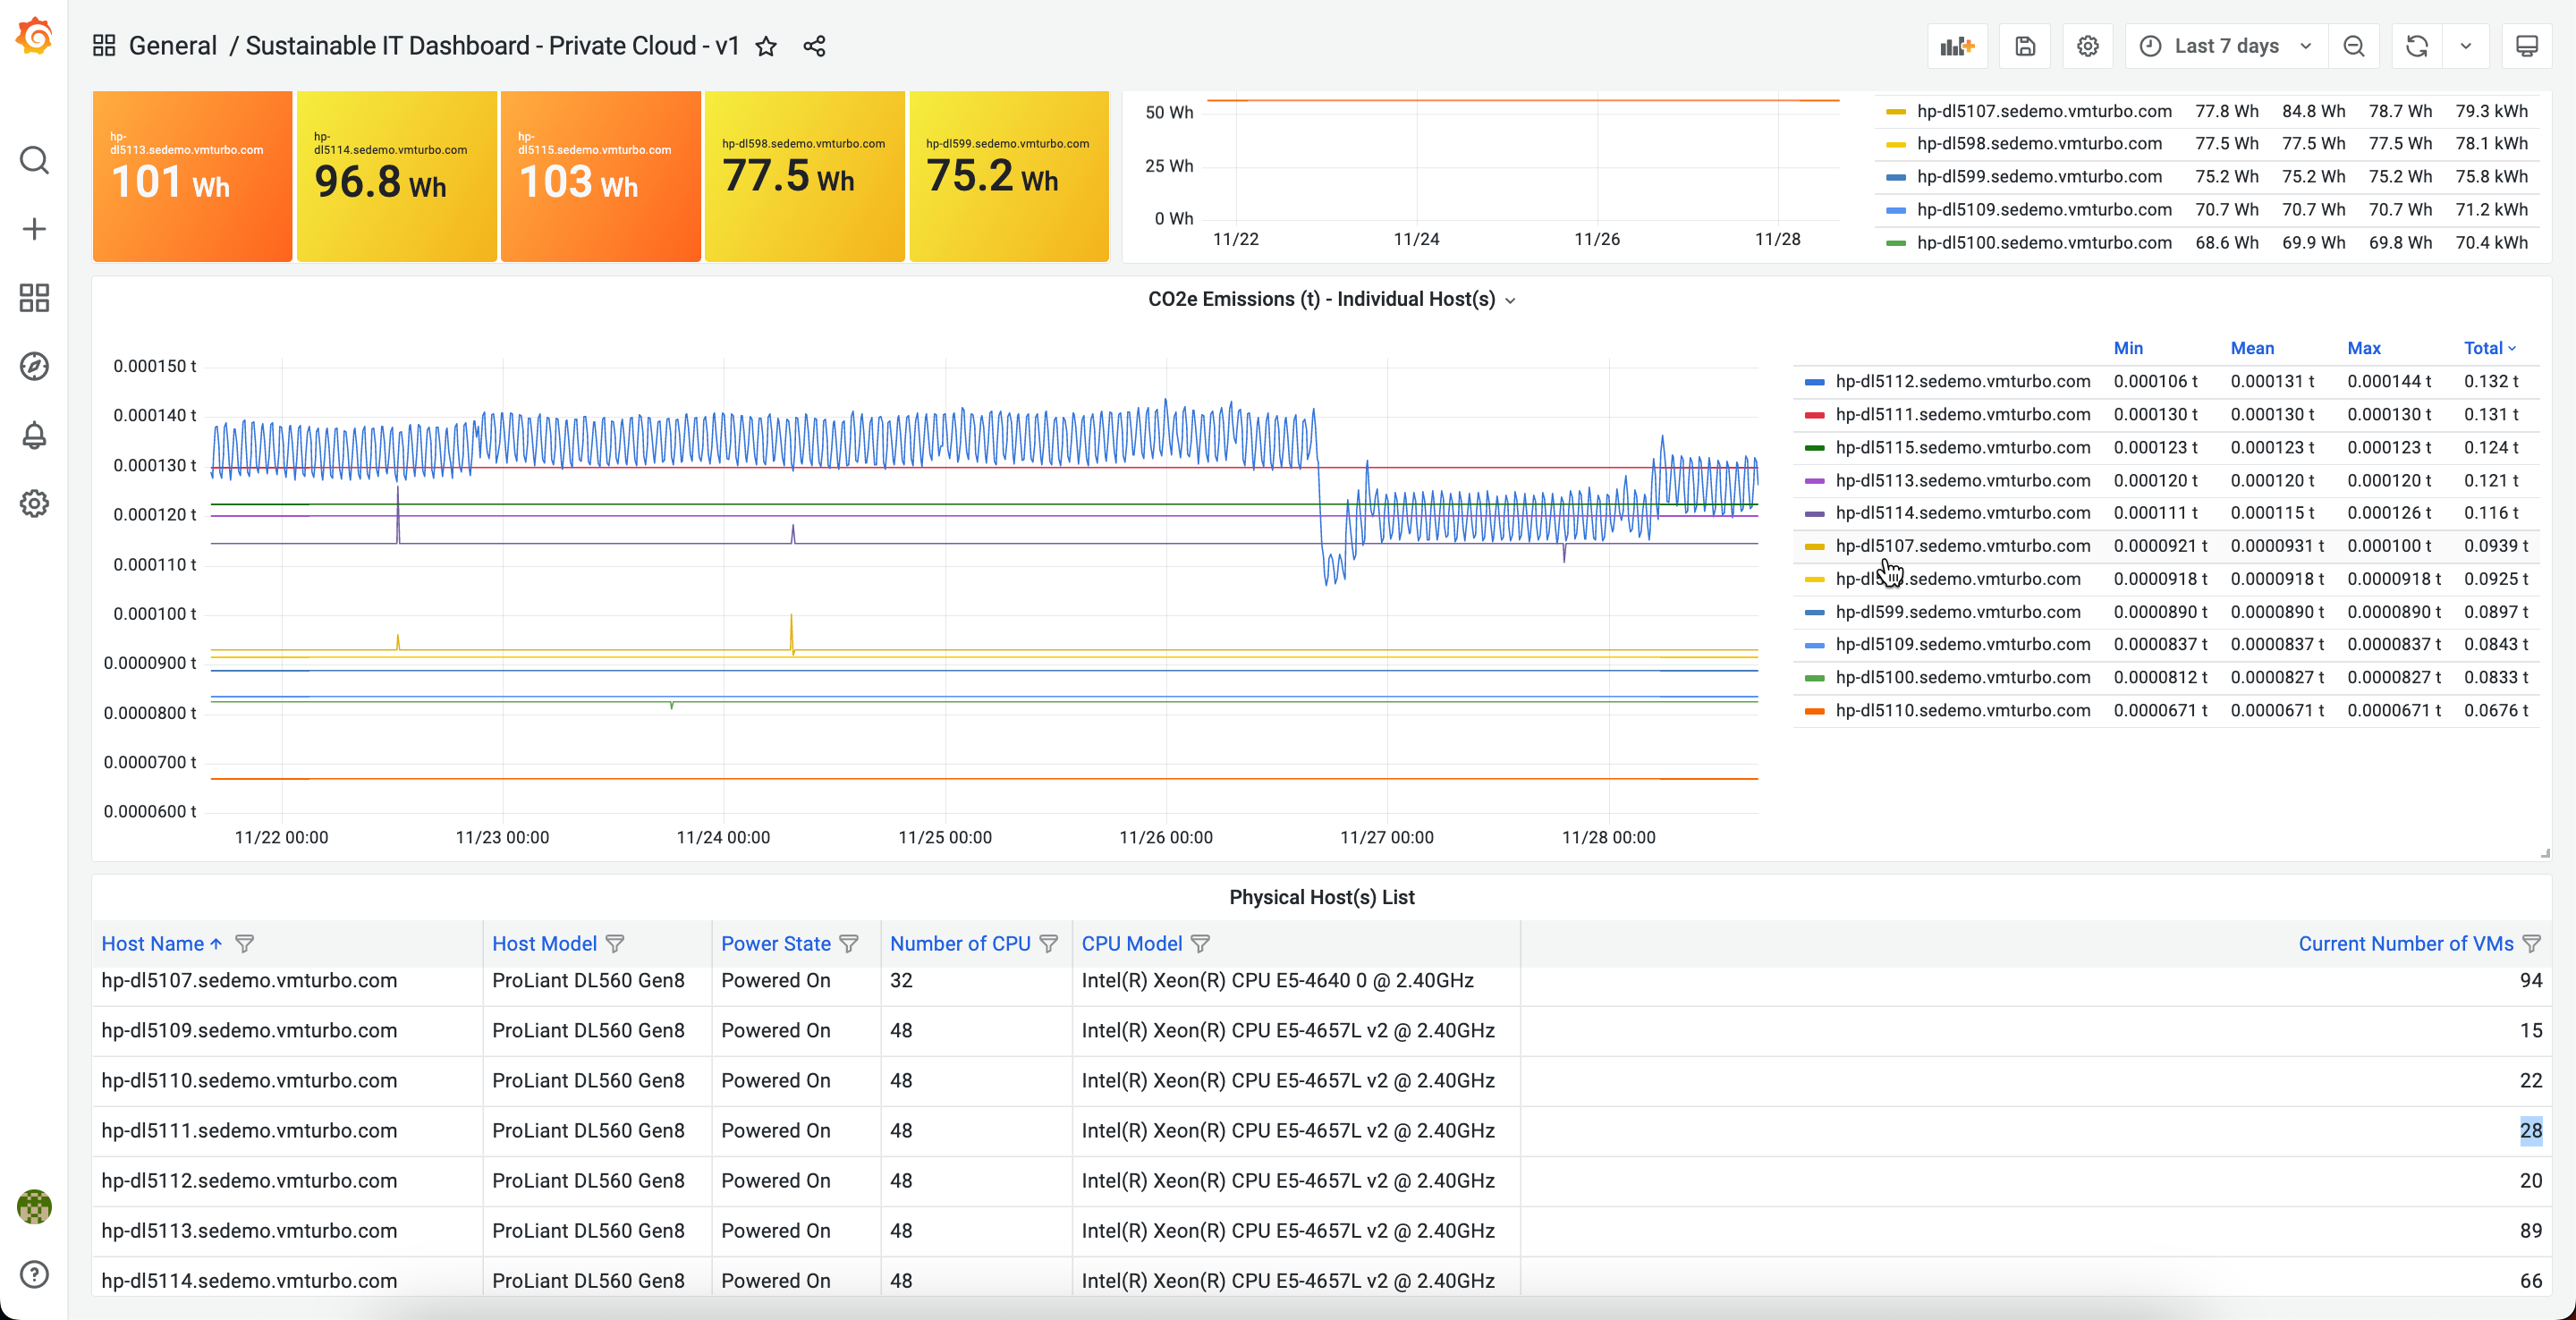 General / Sustainable IT Dashboard - Private Cloud - v1
Last 7 days
hp-
dl5113.sedemo.vmturbo.com
101 Wh
hp-
dl5114.sedemo.vmturbo.com
96.8 Wh
hp-
dl5115.sedemo.vmturbo.com
103 Wh
hp-dl598.sedemo.vmturbo.com
77.5 Wh
hp-dl599.sedemo.vmturbo.com
75.2 Wh
50 Wh
25 Wh
0 Wh
11/22 11/24 11/26 11/28
hp-dl5107.sedemo.vmturbo.com 77.8 Wh 84.8 Wh 78.7 Wh 79.3 kWh
hp-dl598.sedemo.vmturbo.com 77.5 Wh 77.5 Wh 77.5 Wh 78.1 kWh
hp-dl599.sedemo.vmturbo.com 75.2 Wh 75.2 Wh 75.2 Wh 75.8 kWh
hp-dl5109.sedemo.vmturbo.com 70.7 Wh 70.7 Wh 70.7 Wh 71.2 kWh
hp-dl5100.sedemo.vmturbo.com 68.6 Wh 69.9 Wh 69.8 Wh 70.4 kWh
CO2e Emissions (t) - Individual Host(s)
0.000150 t
0.000140 t
0.000130 t
0.000120 t
0.000110 t
0.000100 t
0.0000900 t
0.0000800 t
0.0000700 t
0.0000600 t
11/22 00:00 11/23 00:00 11/24 00:00 11/25 00:00 11/26 00:00 11/27 00:00 11/28 00:00
Min Mean Max Total
hp-dl5112.sedemo.vmturbo.com 0.000106 t 0.000131 t 0.000144 t 0.132 t
hp-dl5111.sedemo.vmturbo.com 0.000130 t 0.000130 t 0.000130 t 0.131 t
hp-dl5115.sedemo.vmturbo.com 0.000123 t 0.000123 t 0.000123 t 0.124 t
hp-dl5113.sedemo.vmturbo.com 0.000120 t 0.000120 t 0.000120 t 0.121 t
hp-dl5114.sedemo.vmturbo.com 0.000111 t 0.000115 t 0.000126 t 0.116 t
hp-dl5107.sedemo.vmturbo.com 0.0000921 t 0.0000931 t 0.000100 t 0.0939 t
.sedemo.vmturbo.com 0.0000918 t 0.0000918 t 0.0000918 t 0.0925 t
hp-dl599.sedemo.vmturbo.com 0.0000890 t 0.0000890 t 0.0000890 t 0.0897 t
hp-dl5109.sedemo.vmturbo.com 0.0000837 t 0.0000837 t 0.0000837 t 0.0843 t
hp-dl5100.sedemo.vmturbo.com 0.0000812 t 0.0000827 t 0.0000827 t 0.0833 t
hp-dl5110.sedemo.vmturbo.com 0.0000671 t 0.0000671 t 0.0000671 t 0.0676 t
Physical Host(s) List
Host Name Host Model Power State Number of CPU CPU Model Current Number of VMs
hp-dl5107.sedemo.vmturbo.com ProLiant DL560 Gen8 Powered On 32 Intel(R) Xeon(R) CPU E5-4640 0 @ 2.40GHz 94
hp-dl5109.sedemo.vmturbo.com ProLiant DL560 Gen8 Powered On 48 Intel(R) Xeon(R) CPU E5-4657L v2 @ 2.40GHz 15
hp-dl5110.sedemo.vmturbo.com ProLiant DL560 Gen8 Powered On 48 Intel(R) Xeon(R) CPU E5-4657L v2 @ 2.40GHz 22
hp-dl5111.sedemo.vmturbo.com ProLiant DL560 Gen8 Powered On 48 Intel(R) Xeon(R) CPU E5-4657L v2 @ 2.40GHz 28
hp-dl5112.sedemo.vmturbo.com ProLiant DL560 Gen8 Powered On 48 Intel(R) Xeon(R) CPU E5-4657L v2 @ 2.40GHz 20
hp-dl5113.sedemo.vmturbo.com ProLiant DL560 Gen8 Powered On 48 Intel(R) Xeon(R) CPU E5-4657L v2 @ 2.40GHz 89
hp-dl5114.sedemo.vmturbo.com ProLiant DL560 Gen8 Powered On 48 Intel(R) Xeon(R) CPU E5-4657L v2 @ 2.40GHz 66